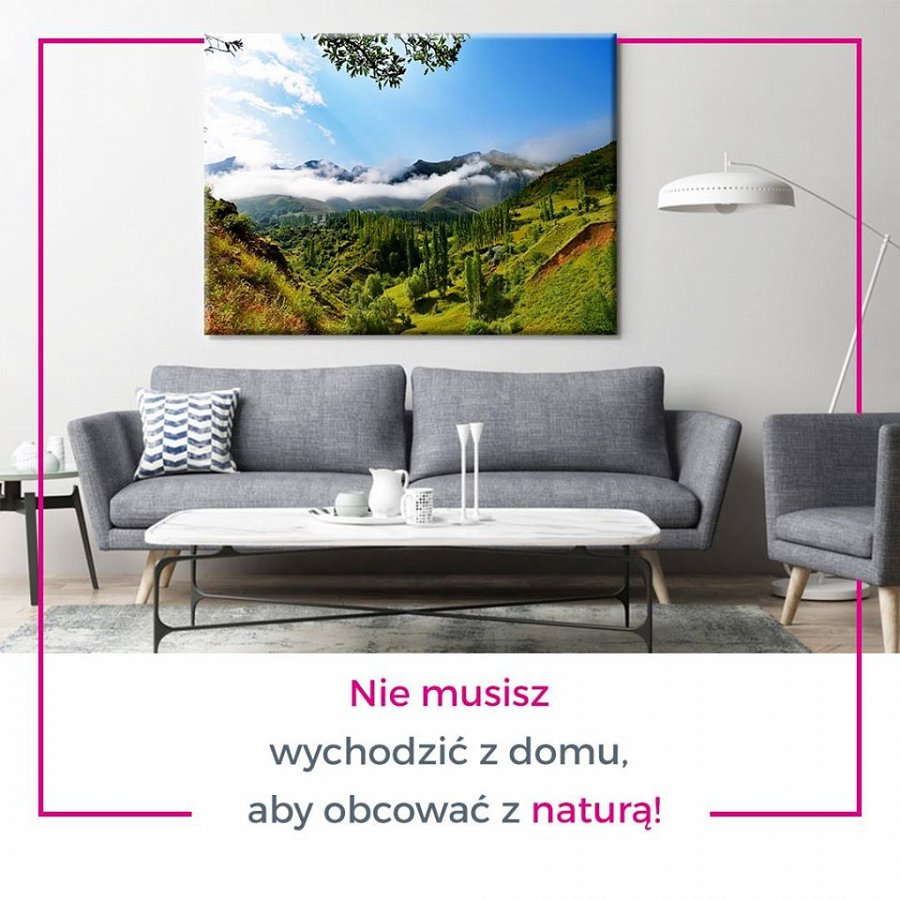 Nie musisz
wychodzić z domu,
aby obcować z naturą!